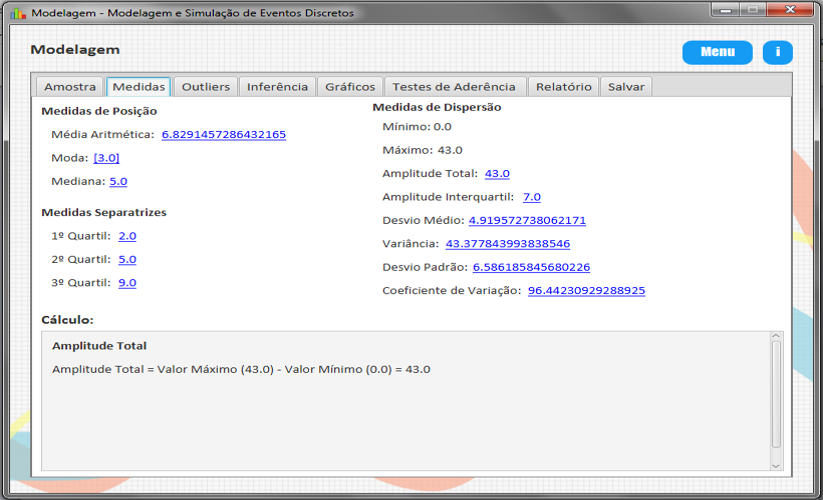 Modelagem - Modelagem e Simulação de Eventos Discretos
Modelagem
Menu
i
Amostra Medidas Outliers Inferência Gráficos Testes de Aderência Relatório Salvar
Medidas de Posição
Média Aritmética: 6.8291457286432165
Moda: [3.0]
Mediana: 5.0
Medidas Separatrizes
1º Quartil: 2.0
2º Quartil: 5.0
3º Quartil: 9.0
Medidas de Dispersão
Mínimo: 0.0
Máximo: 43.0
Amplitude Total: 43.0
Amplitude Interquartil: 7.0
Desvio Médio: 4.919572738062171
Variância: 43.377843993838546
Desvio Padrão: 6.586185845680226
Coeficiente de Variação: 96.44230929288925
Cálculo:
Amplitude Total
Amplitude Total = Valor Máximo (43.0) - Valor Mínimo (0.0) = 43.0